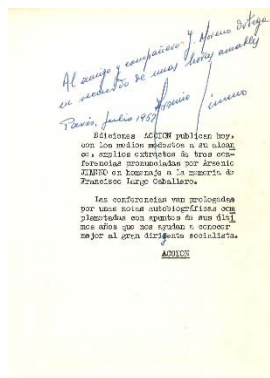 Al amigo y compañero: J. Moreno Ortega
en recuerdo de unas horas amables
París, Julio 1957 Arsenio Jimeno
Ediciones ACCION publican hoy,
con los medios modestos a su alcan
ce, amplios extractos de tres con-
ferencias pronunciadas por Arsenio
JIMENO en homenaje a la memoria de
Francisco Largo Caballero.
Las conferencias van prologadas
por unas notas autobiográficas com
plementadas con apuntes de sus últi
mos años que nos ayudan a conocer
mejor al gran dirigente socialista.
ACCION